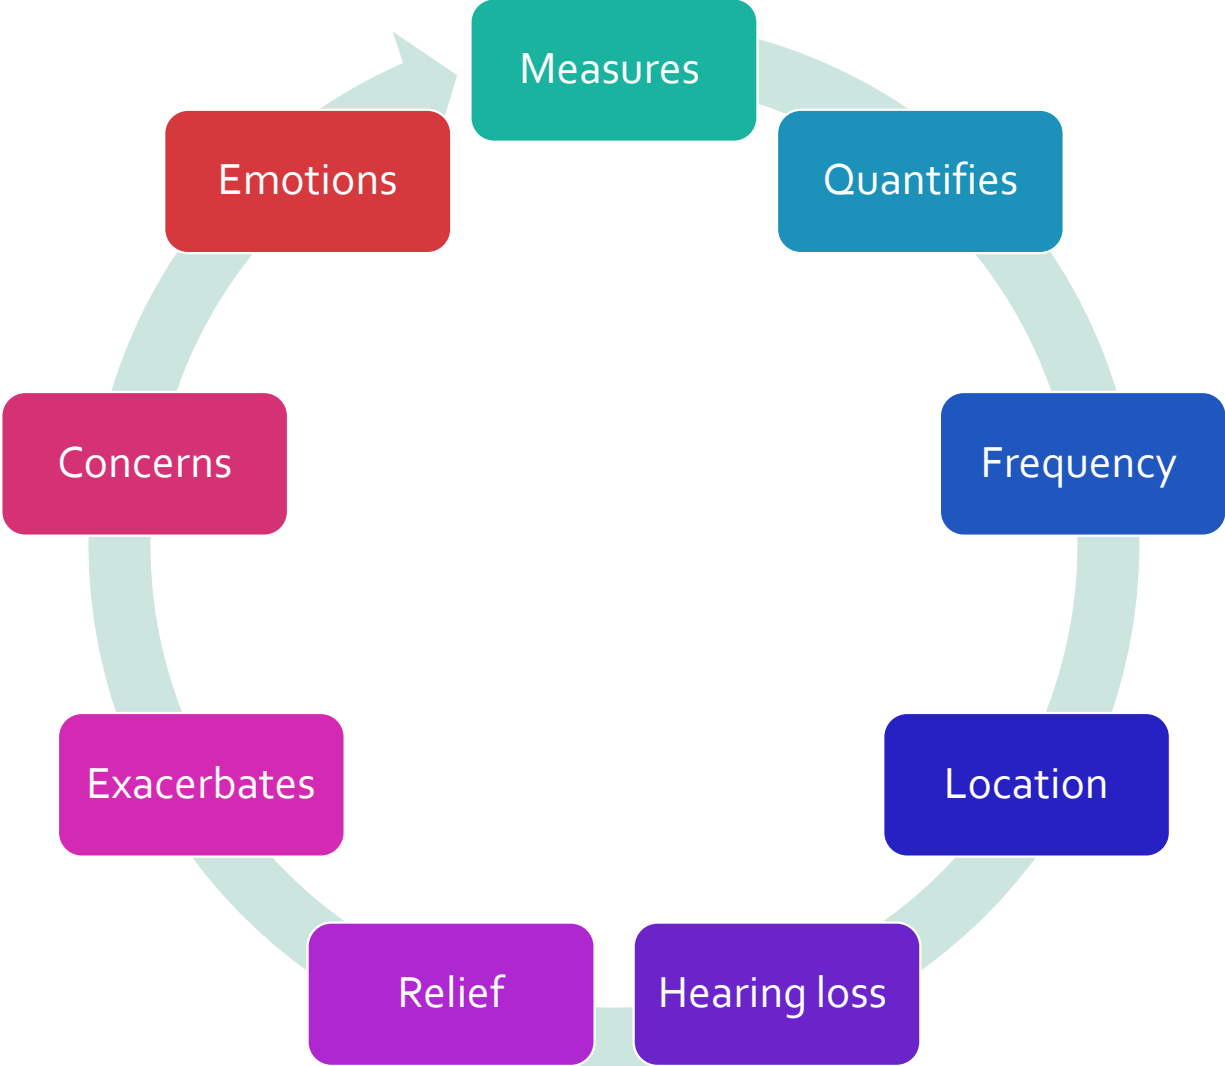 Measures
Quantifies
Frequency
Location
Hearing loss
Relief
Exacerbates
Concerns
Emotions